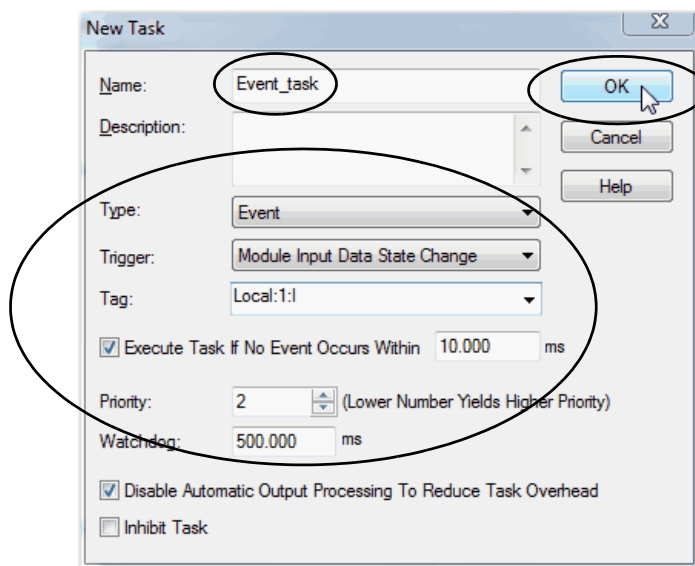 New Task
Name: Event_task OK
Description: Cancel
Help
Type: Event
Trigger: Module Input Data State Change
Tag: Local:1:I
Execute Task If No Event Occurs Within 10.000 ms
Priority: 2 (Lower Number Yields Higher Priority)
Watchdog: 500.000 ms
Disable Automatic Output Processing To Reduce Task Overhead
Inhibit Task